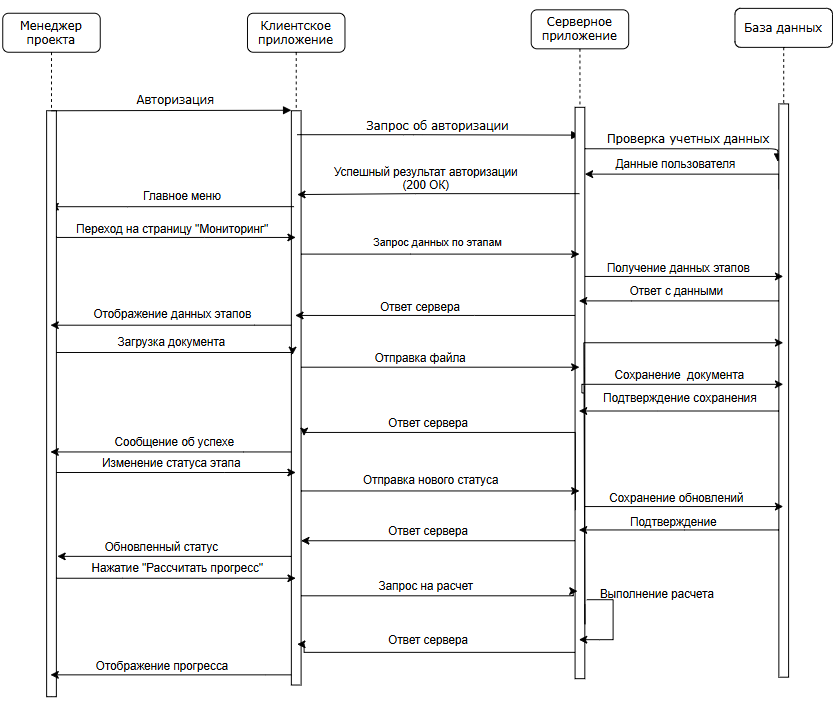 Менеджер
проекта
Клиентское
приложение
Серверное
приложение
База данных
Авторизация
Запрос об авторизации
Проверка учетных данных
Данные пользователя
Успешный результат авторизации
(200 ОК)
Главное меню
Переход на страницу "Мониторинг"
Запрос данных по этапам
Получение данных этапов
Ответ с данными
Ответ сервера
Отображение данных этапов
Загрузка документа
Отправка файла
Сохранение документа
Подтверждение сохранения
Ответ сервера
Сообщение об успехе
Изменение статуса этапа
Отправка нового статуса
Сохранение обновлений
Подтверждение
Ответ сервера
Обновленный статус
Нажатие "Рассчитать прогресс"
Запрос на расчет
Выполнение расчета
Ответ сервера
Отображение прогресса